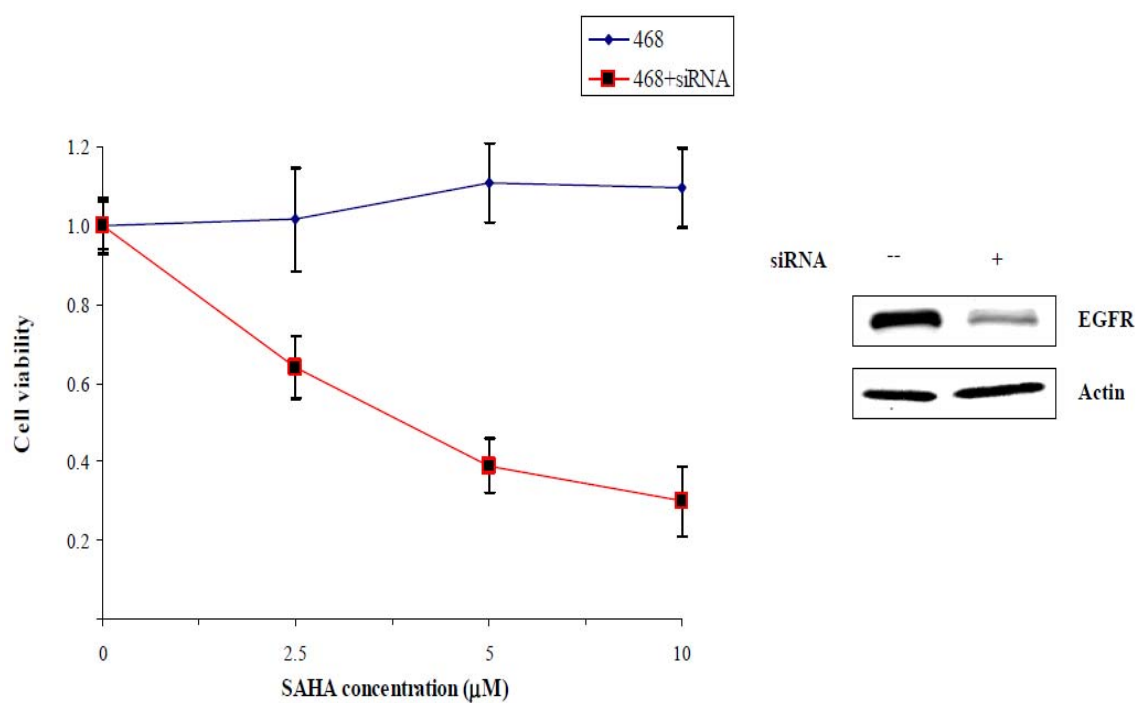 468
468+siRNA
1.2
1.0
0.8
0.6
0.4
0.2
Cell viability
0 2.5 5 10
SAHA concentration (μM)
siRNA -- +
EGFR
Actin